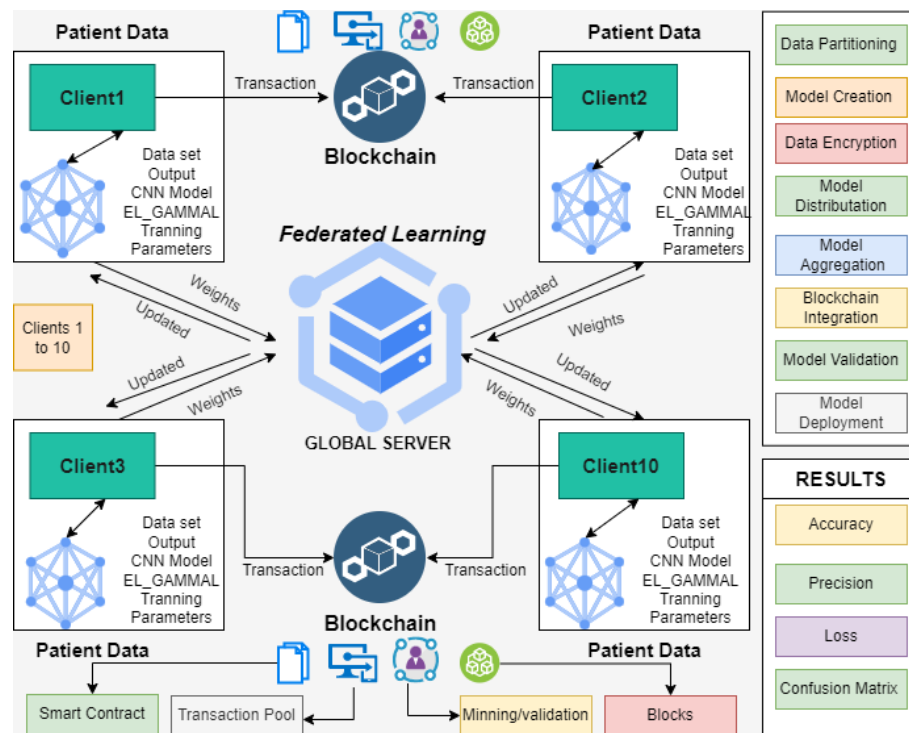 Patient Data
Patient Data
Client1
Transaction
Transaction
Client2
Blockchain
Data set
Output
CNN Model
EL_GAMMAL
Tranning
Parameters
Data set
Output
CNN Model
EL_GAMMAL
Tranning
Parameters
Federated Learning
Weights
Updated
Updated
Weights
Clients 1
to 10
Updated
Weights
Updated
Weights
GLOBAL SERVER
Client3
Client10
Data set
Output
CNN Model
EL_GAMMAL
Tranning
Parameters
Transaction
Transaction
Data set
Output
CNN Model
EL_GAMMAL
Tranning
Parameters
Blockchain
Patient Data
Patient Data
Smart Contract
Transaction Pool
Minning/validation
Blocks
Data Partitioning
Model Creation
Data Encryption
Model
Distributation
Model
Aggregation
Blockchain
Integration
Model Validation
Model
Deployment
RESULTS
Accuracy
Precision
Loss
Confusion Matrix